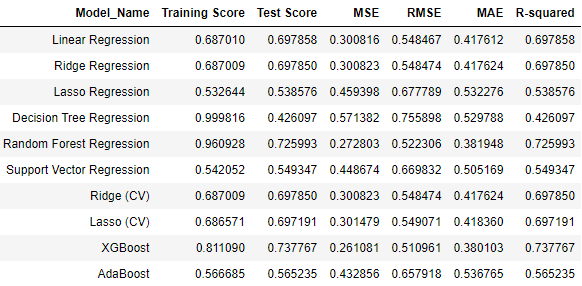 Model_Name Training Score Test Score MSE RMSE MAE R-squared
Linear Regression 0.687010 0.697858 0.300816 0.548467 0.417612 0.697858
Ridge Regression 0.687009 0.697850 0.300823 0.548474 0.417624 0.697850
Lasso Regression 0.532644 0.538576 0.459398 0.677789 0.532276 0.538576
Decision Tree Regression 0.999816 0.426097 0.571382 0.755898 0.529788 0.426097
Random Forest Regression 0.960928 0.725993 0.272803 0.522306 0.381948 0.725993
Support Vector Regression 0.542052 0.549347 0.448674 0.669832 0.505169 0.549347
Ridge (CV) 0.687009 0.697850 0.300823 0.548474 0.417624 0.697850
Lasso (CV) 0.686571 0.697191 0.301479 0.549071 0.418360 0.697191
XGBoost 0.811090 0.737767 0.261081 0.510961 0.380103 0.737767
AdaBoost 0.566685 0.565235 0.432856 0.657918 0.536765 0.565235